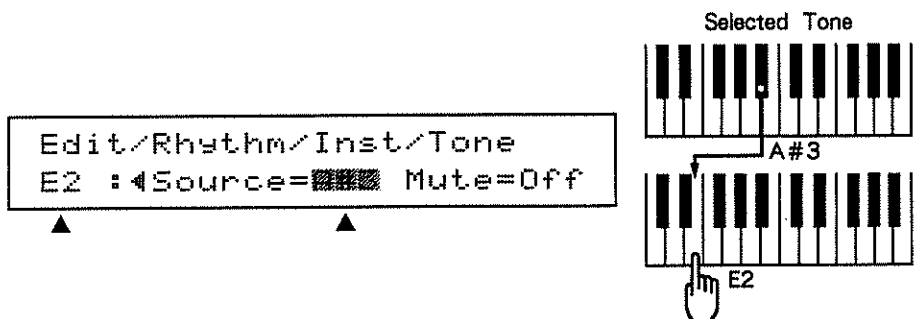 Selected Tone
Edit/Rhythm/Inst/Tone
E2 :◀Source= Mute=Off
A#3
E2